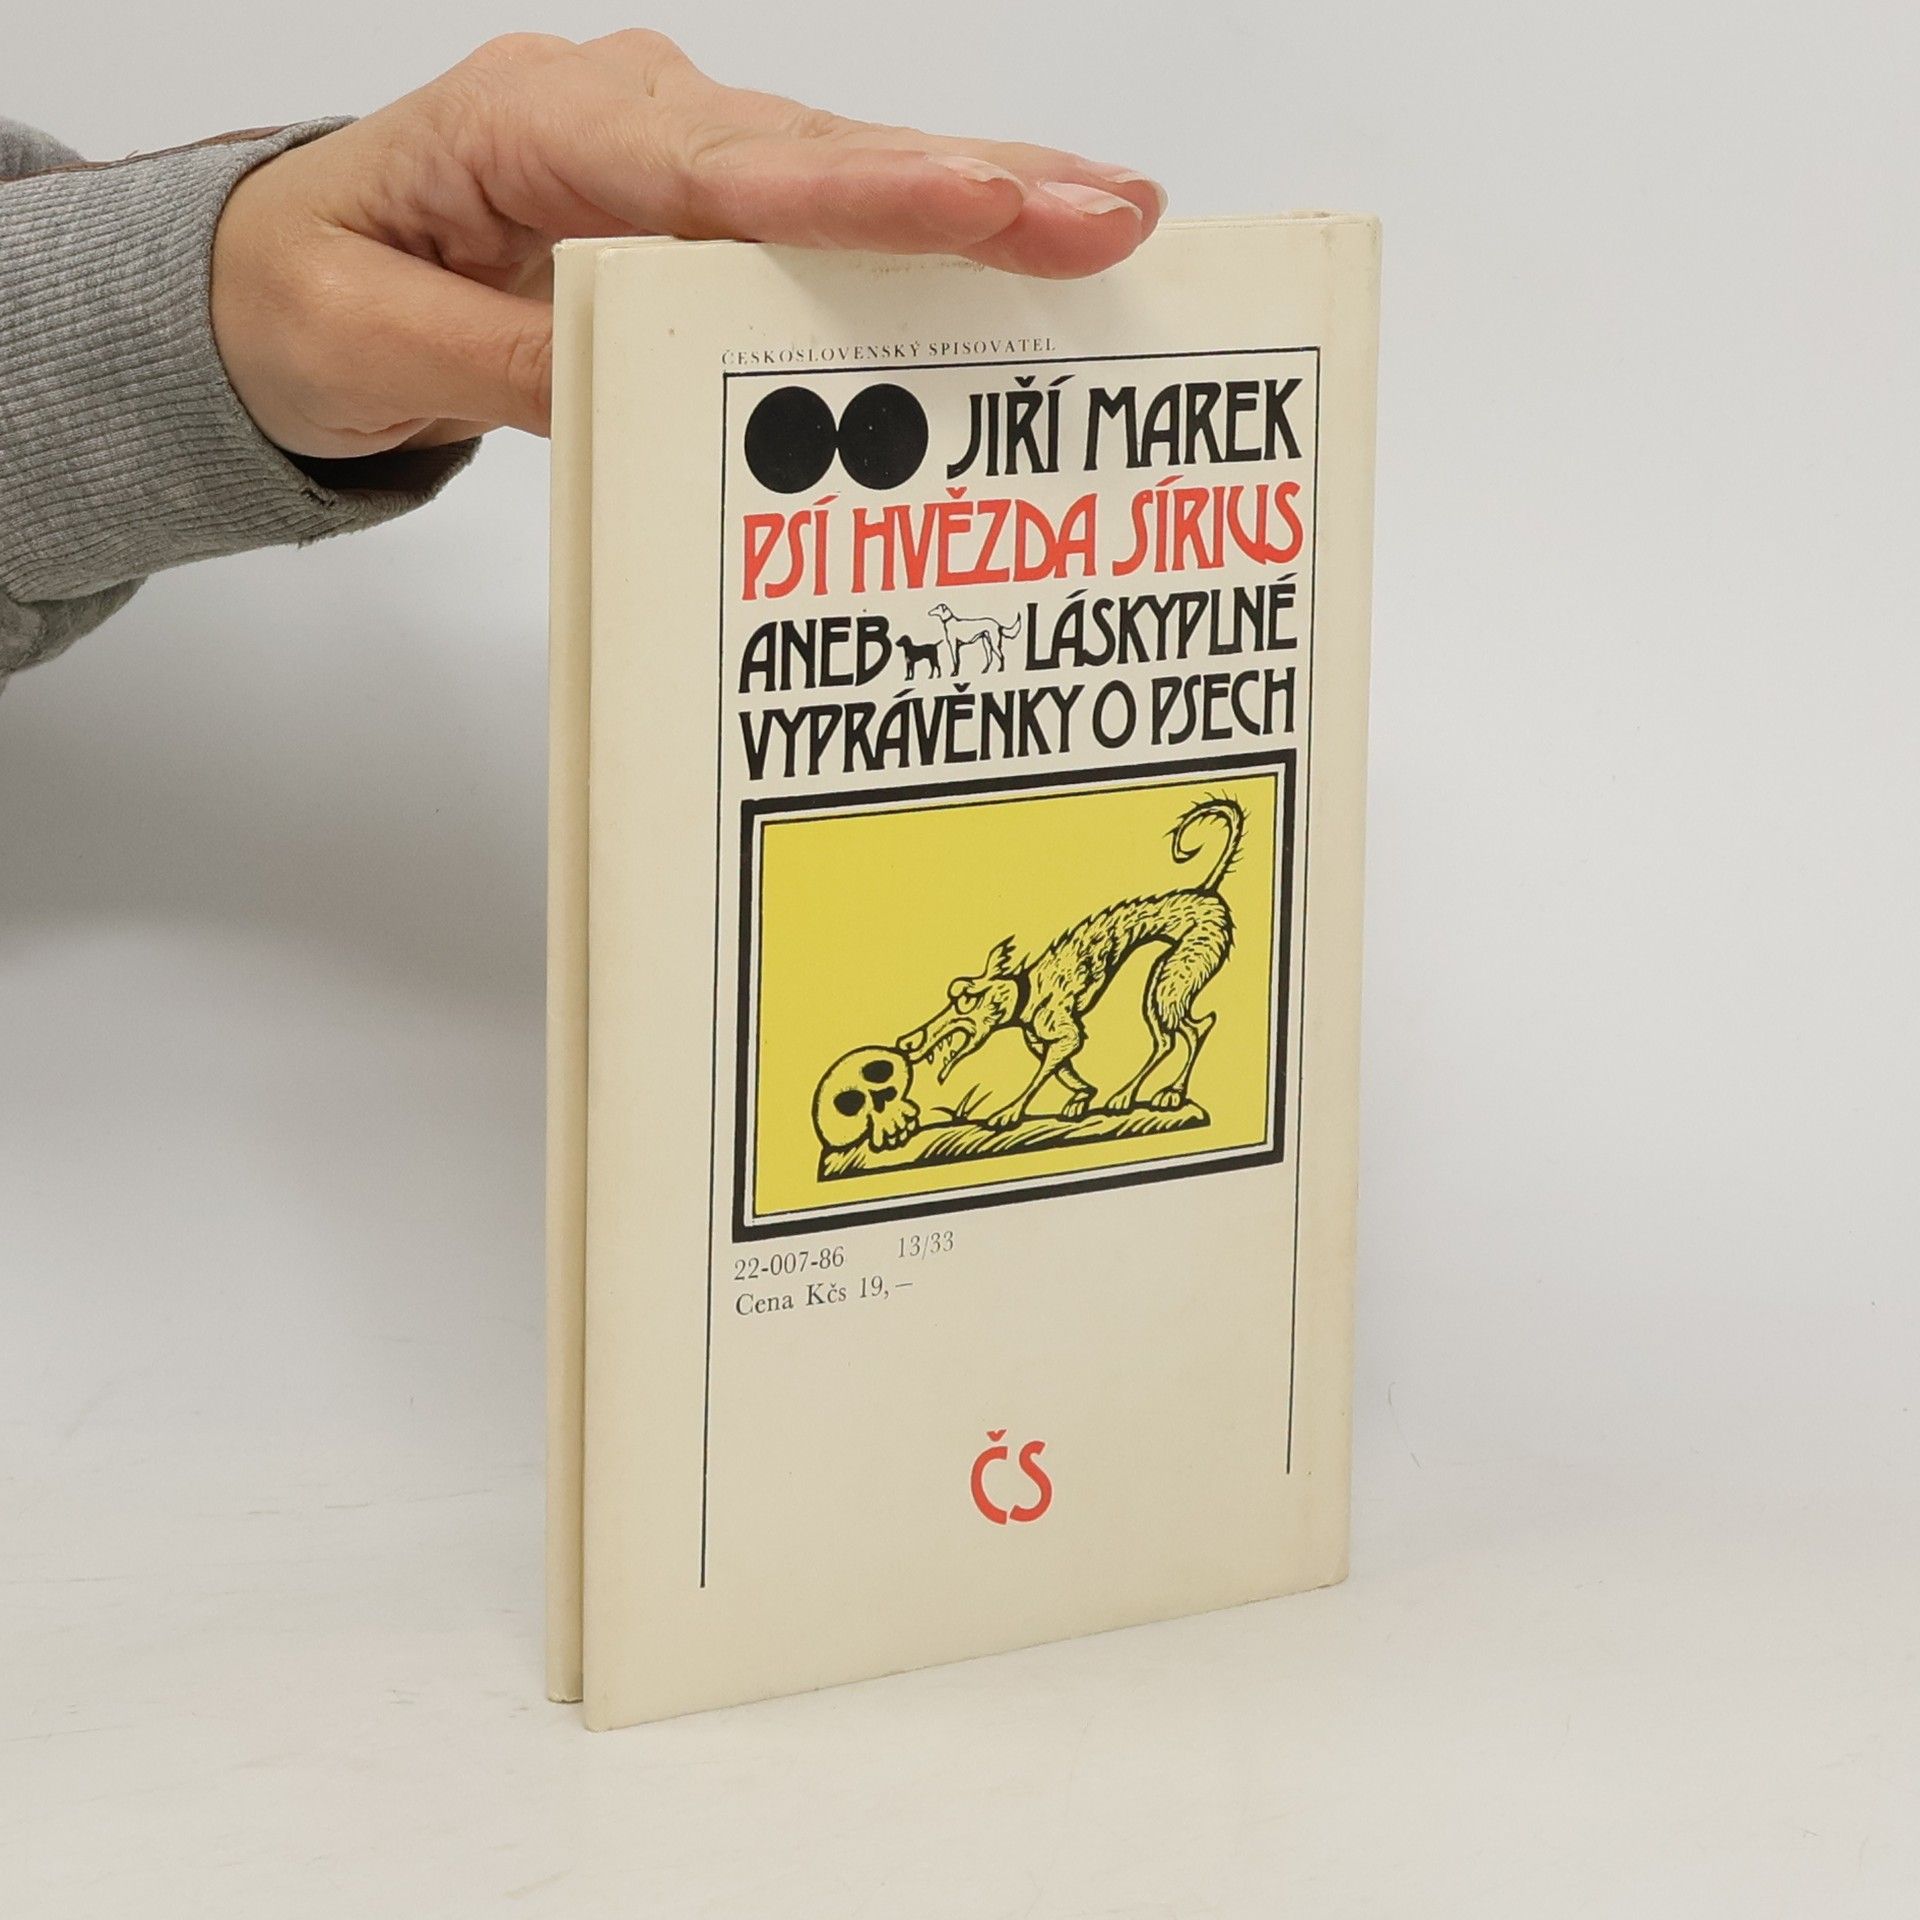 ČESKOSLOVENSKÝ SPISOVATEL
JIŘÍ MAREK
PSÍ HVĚZDA SÍRIUS
ANEB LÁSKYPLNÉ
VYPRÁVĚNKY O PSECH
22-007-86 13/33
Cena Kčs 19,—
ČS